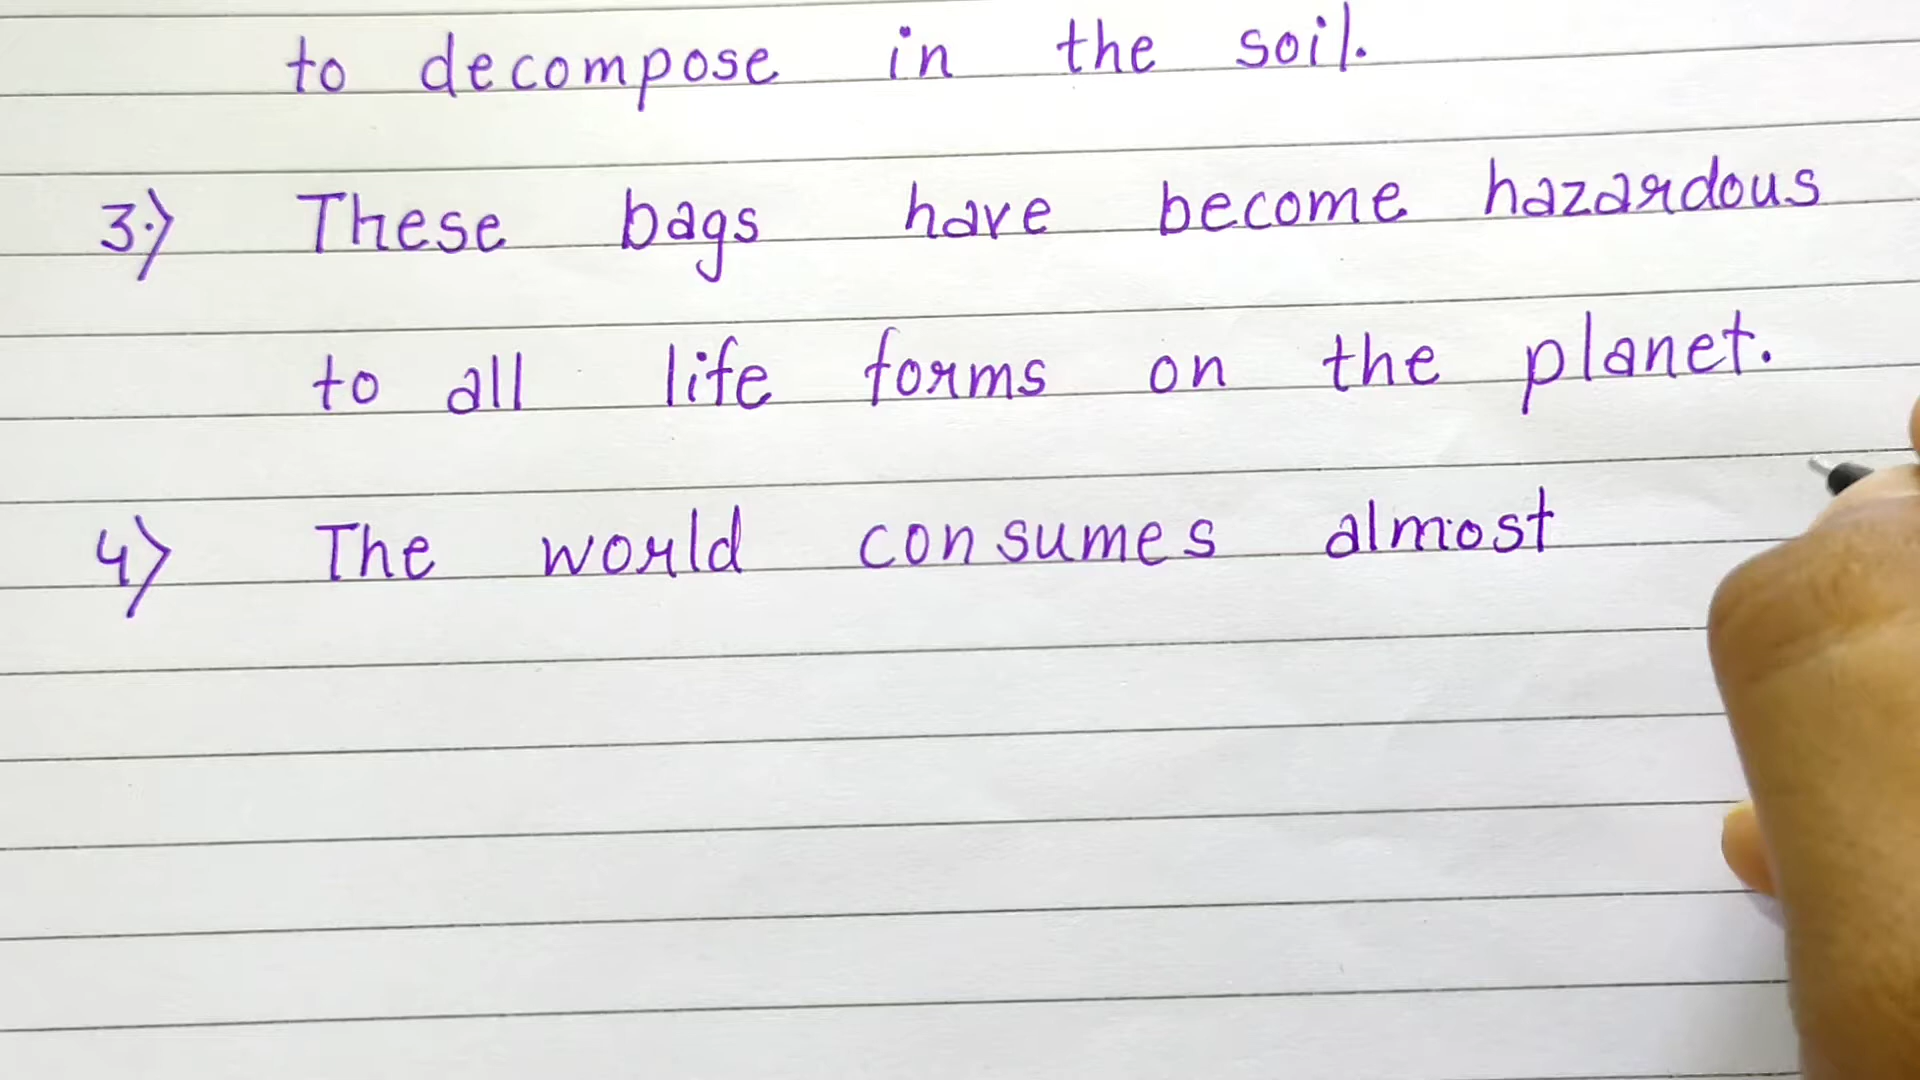 to decompose in the soil.
3.) These bags have become hazardous
to all life forms on the planet.
4) The world consumes almost